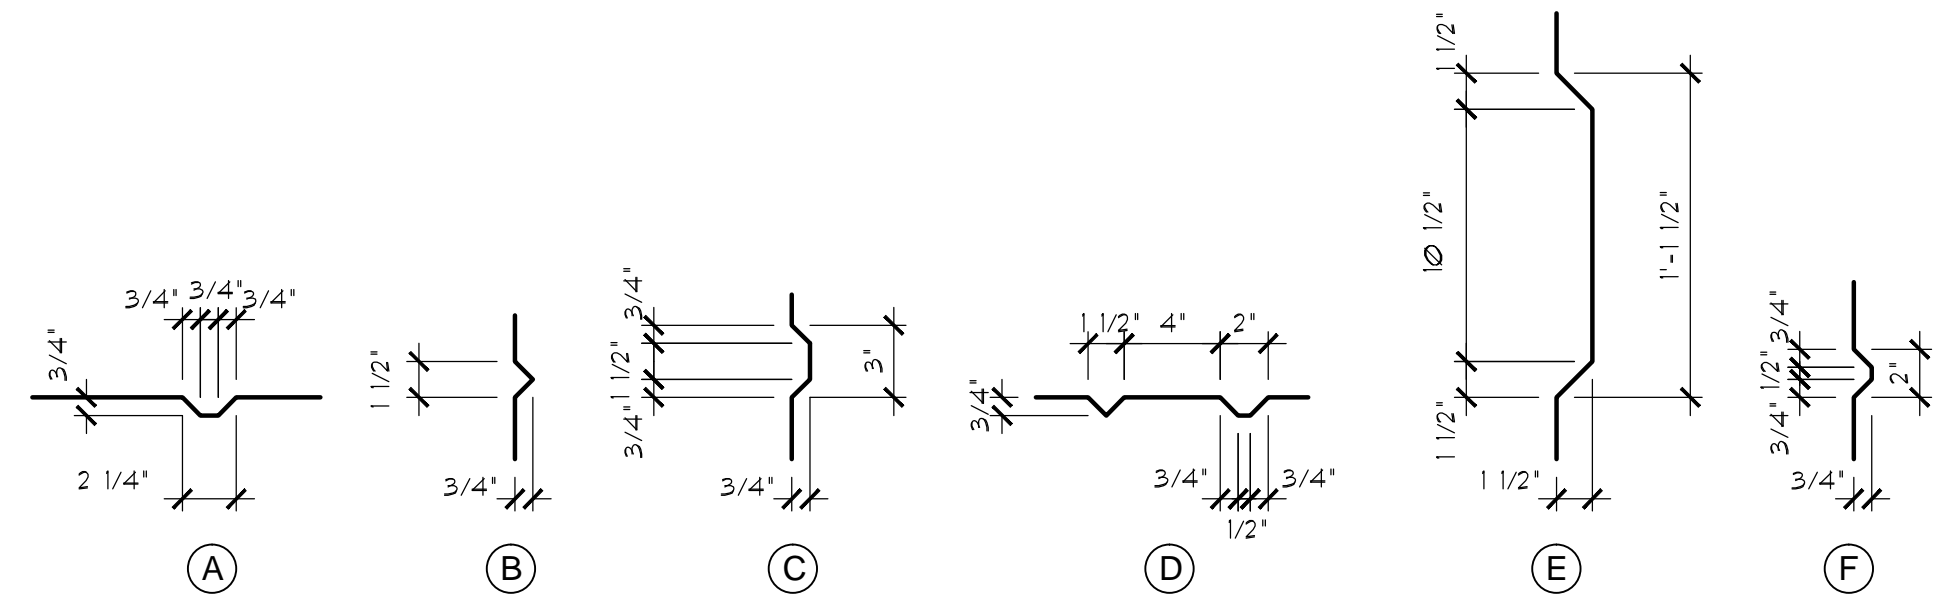 3/4" 3/4" 3/4"
3/4"
2 1/4"
A
1 1/2"
3/4"
B
3/4"
1 1/2"
3/4"
3"
3/4"
C
1 1/2" 4" 2"
3/4"
3/4" 3/4"
1/2"
D
1 1/2"
1Ø 1/2"
1 1/2"
1'-1 1/2"
1 1/2"
E
3/4"
1/2"
3/4"
2"
3/4"
F